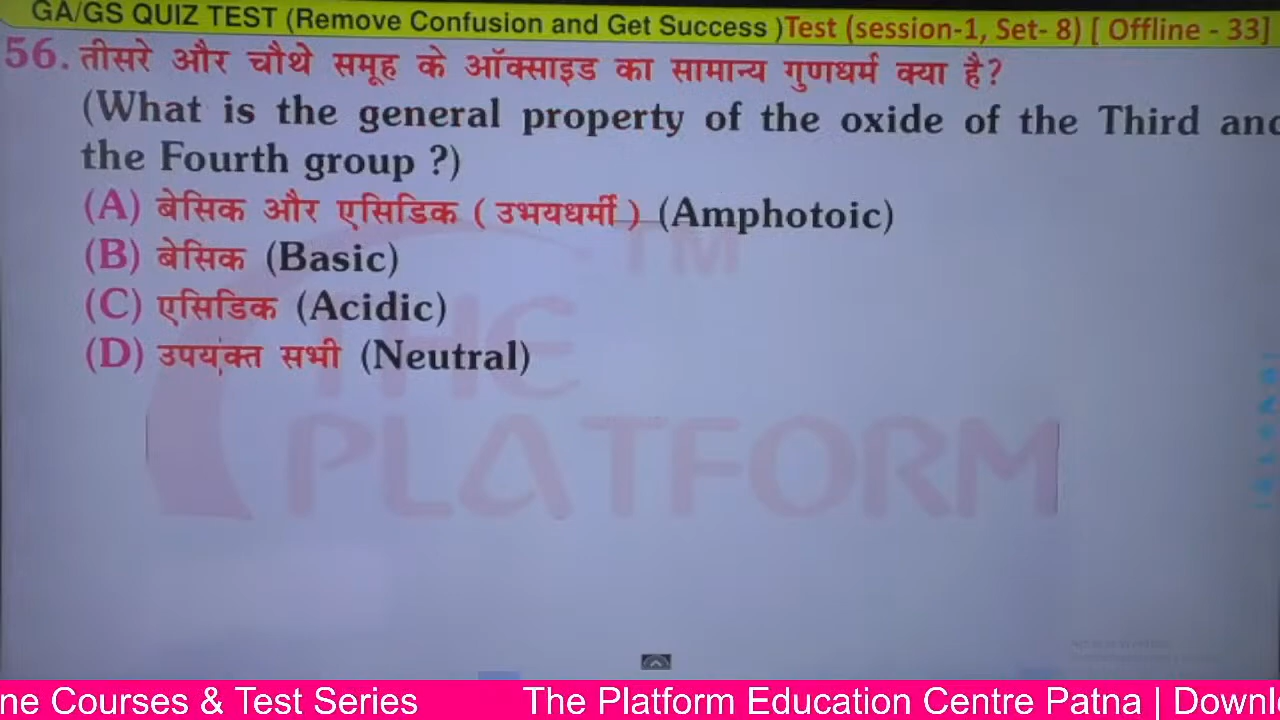 GA/GS QUIZ TEST (Remove Confusion and Get Success )Test (session-1, Set- 8) [ Offline - 33]
56. तीसरे और चौथे समूह के ऑक्साइड का सामान्य गुणधर्म क्या है?
(What is the general property of the oxide of the Third and
the Fourth group ?)
(A) बेसिक और एसिडिक ( उभयधर्मी ) (Amphotoic)
(B) बेसिक (Basic)
(C) एसिडिक (Acidic)
(D) उपयुक्त सभी (Neutral)
THE TM
PLATFORM
ne Courses & Test Series The Platform Education Centre Patna | Downl